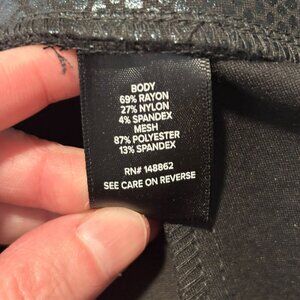 BODY
69% RAYON
27% NYLON
4% SPANDEX
MESH
87% POLYESTER
13% SPANDEX
RN# 148862
SEE CARE ON REVERSE